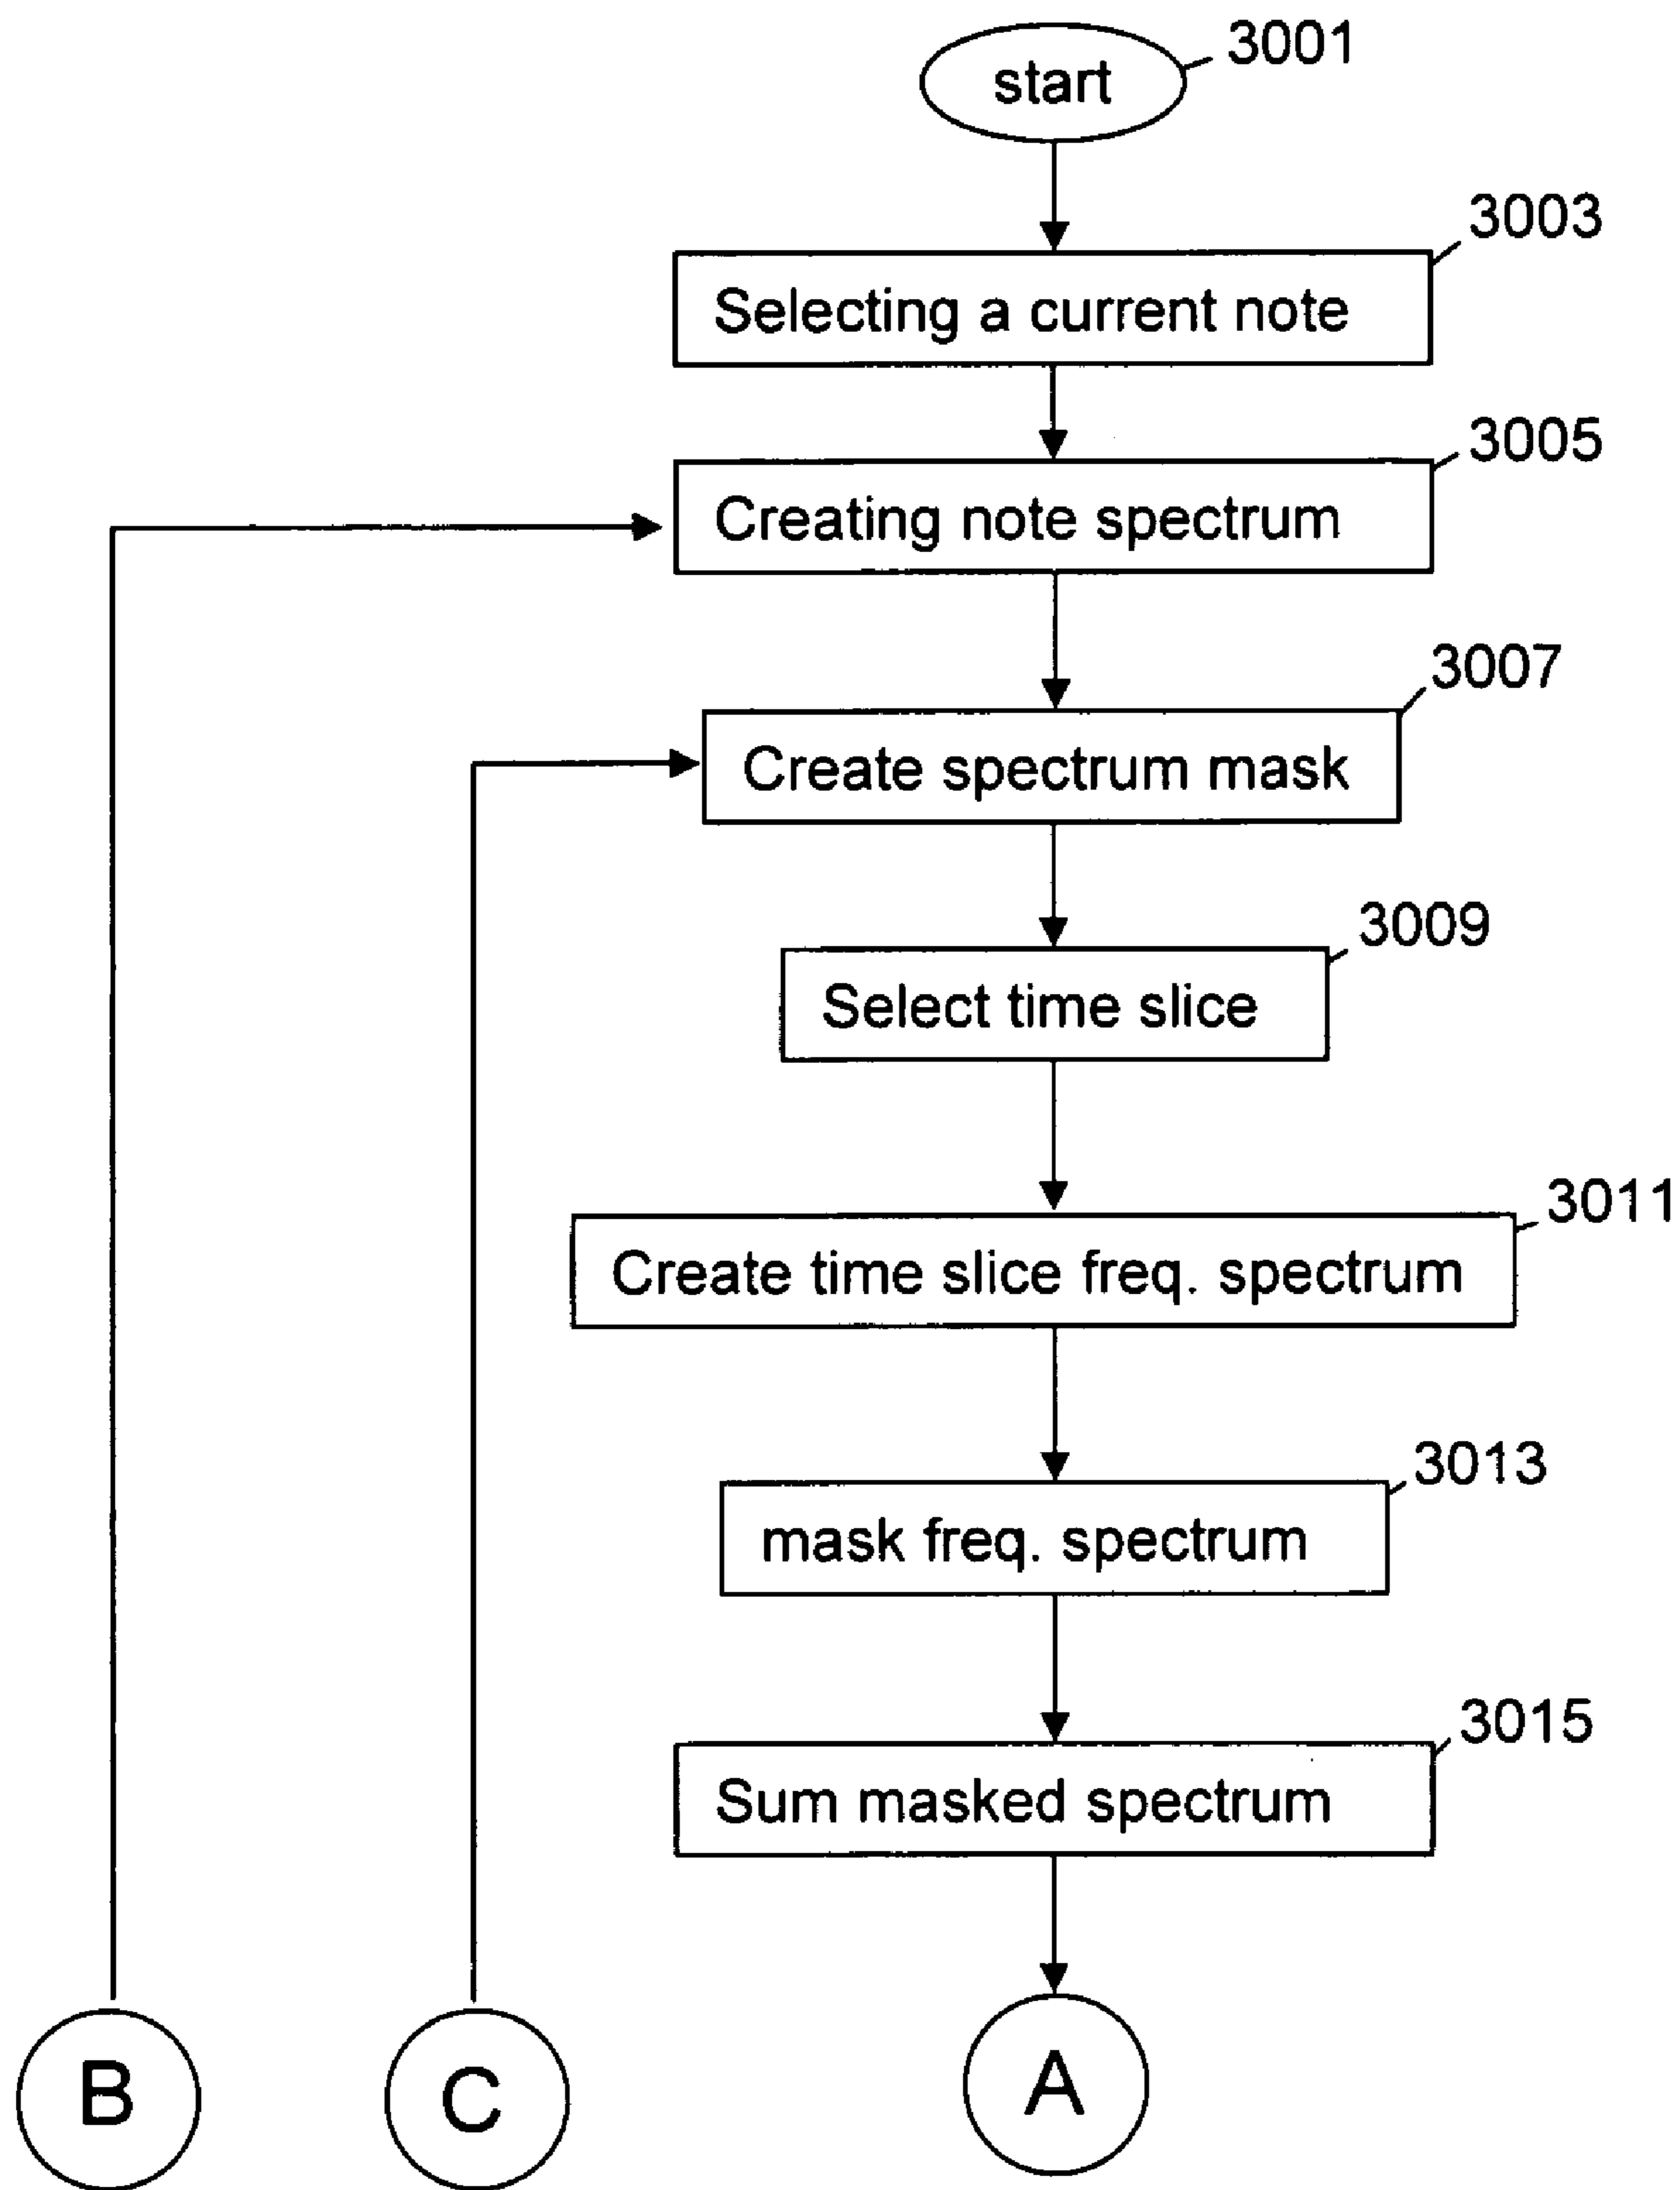 3001
start
3003
Selecting a current note
3005
Creating note spectrum
3007
Create spectrum mask
3009
Select time slice
3011
Create time slice freq. spectrum
3013
mask freq. spectrum
3015
Sum masked spectrum
B
C
A